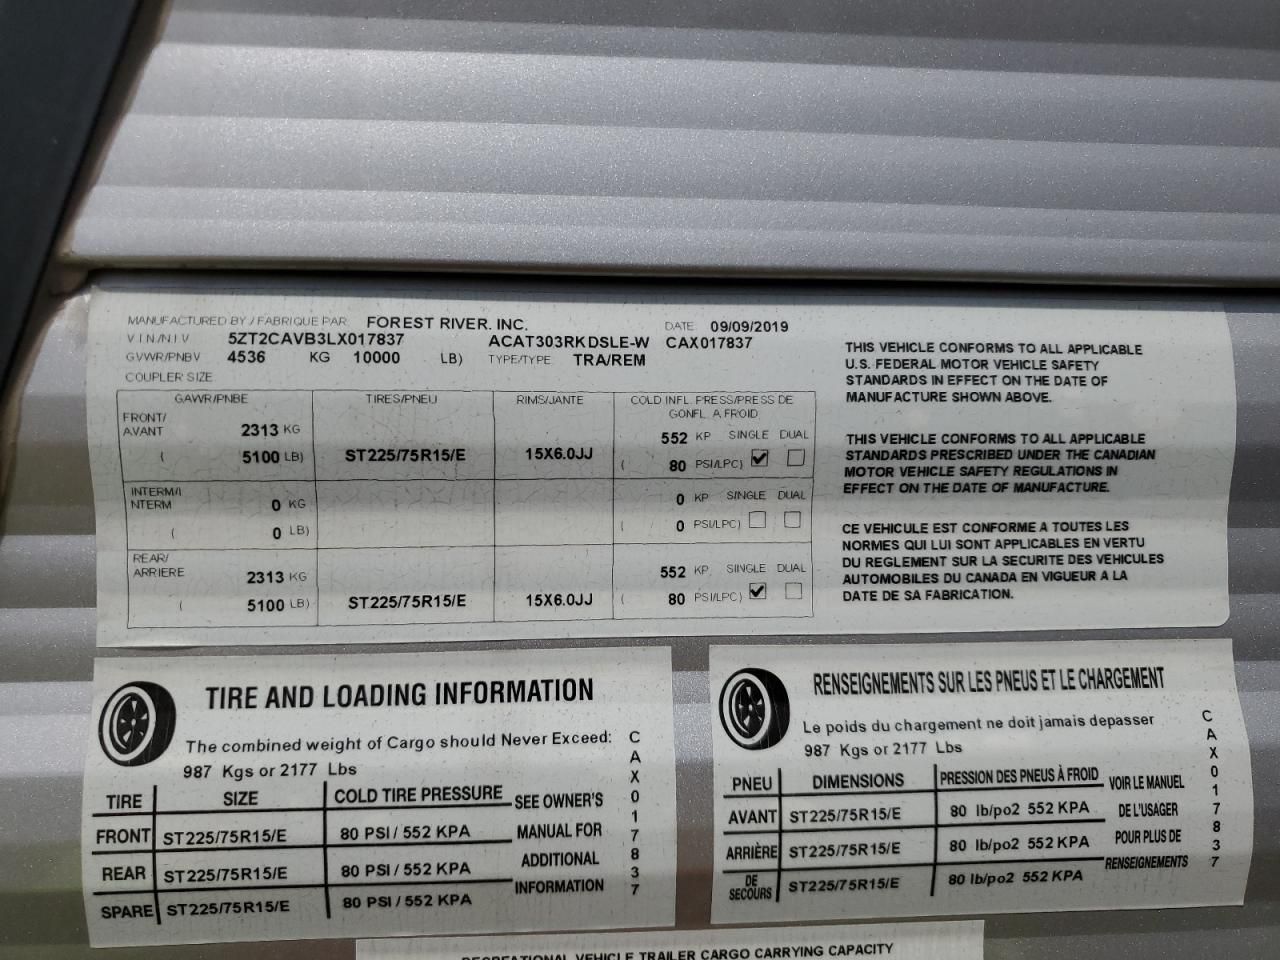 MANUFACTURED BY / FABRIQUE PAR: FOREST RIVER, INC. DATE 09/09/2019
VIN/NIV 5ZT2CAVB3LX017837 ACAT303RKDSLE-W CAX017837
GVWR/PNBV 4536 KG 10000 LB) TYPE/TYPE: TRA/REM
COUPLER SIZE
GAWR/PNBE TIRES/PNEU RIMS/JANTE COLD INFL. PRESS/PRESS DE
GONFL. A FROID
FRONT/
AVANT 2313 KG 552 KP SINGLE DUAL
( 5100 LB) ST225/75R15/E 15X6.0JJ ( 80 PSI/LPC)
INTERM/I
NTERM 0 KG 0 KP SINGLE DUAL
( 0 LB) ( 0 PSI/LPC)
REAR/
ARRIERE 2313 KG 552 KP SINGLE DUAL
( 5100 LB) ST225/75R15/E 15X6.0JJ ( 80 PSI/LPC)
THIS VEHICLE CONFORMS TO ALL APPLICABLE
U.S. FEDERAL MOTOR VEHICLE SAFETY
STANDARDS IN EFFECT ON THE DATE OF
MANUFACTURE SHOWN ABOVE.
THIS VEHICLE CONFORMS TO ALL APPLICABLE
STANDARDS PRESCRIBED UNDER THE CANADIAN
MOTOR VEHICLE SAFETY REGULATIONS IN
EFFECT ON THE DATE OF MANUFACTURE.
CE VEHICULE EST CONFORME A TOUTES LES
NORMES QUI LUI SONT APPLICABLES EN VERTU
DU REGLEMENT SUR LA SECURITE DES VEHICULES
AUTOMOBILES DU CANADA EN VIGUEUR A LA
DATE DE SA FABRICATION.
TIRE AND LOADING INFORMATION
The combined weight of Cargo should Never Exceed:
987 Kgs or 2177 Lbs
TIRE SIZE COLD TIRE PRESSURE SEE OWNER'S
FRONT ST225/75R15/E 80 PSI / 552 KPA MANUAL FOR
REAR ST225/75R15/E 80 PSI / 552 KPA ADDITIONAL
SPARE ST225/75R15/E 80 PSI / 552 KPA INFORMATION
CAX017837
RENSEIGNEMENTS SUR LES PNEUS ET LE CHARGEMENT
Le poids du chargement ne doit jamais depasser
987 Kgs or 2177 Lbs
PNEU DIMENSIONS PRESSION DES PNEUS À FROID VOIR LE MANUEL
AVANT ST225/75R15/E 80 lb/po2 552 KPA DE L'USAGER
ARRIÈRE ST225/75R15/E 80 lb/po2 552 KPA POUR PLUS DE
DE
SECOURS ST225/75R15/E 80 lb/po2 552 KPA RENSEIGNEMENTS
CAX017837
RECREATIONAL VEHICLE TRAILER CARGO CARRYING CAPACITY